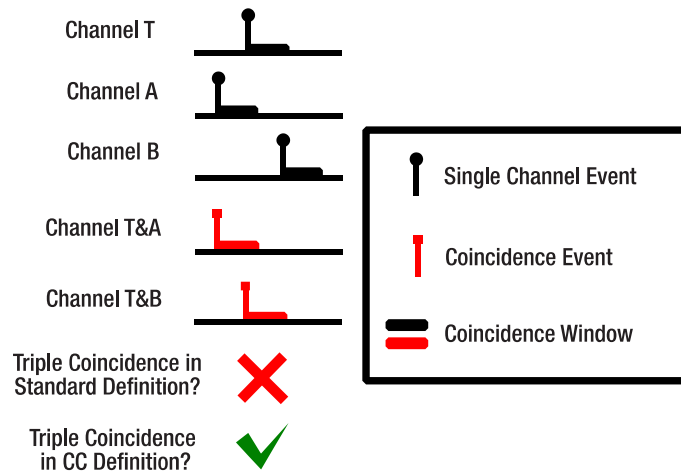 Channel T
Channel A
Channel B
Channel T&A
Channel T&B
Triple Coincidence in
Standard Definition?
Triple Coincidence
in CC Definition?
Single Channel Event
Coincidence Event
Coincidence Window